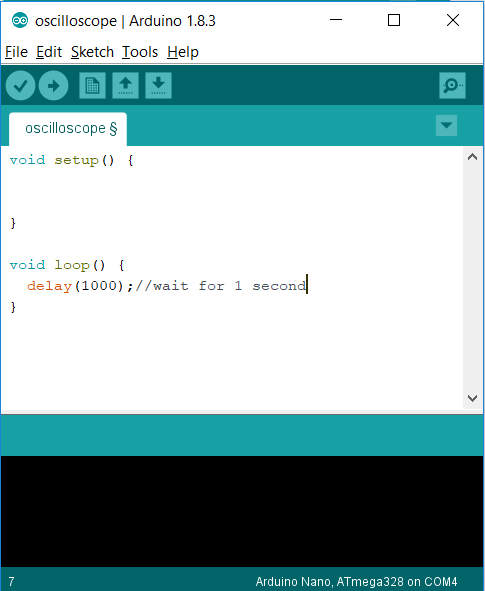 oscilloscope | Arduino 1.8.3
File Edit Sketch Tools Help
oscilloscope §
void setup() {
}
void loop() {
delay(1000);//wait for 1 second
}
7 Arduino Nano, ATmega328 on COM4